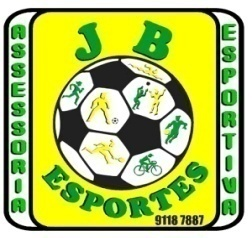 ASSESSORIA
J B
ESPORTES
9118 7887
ESPORTIVA